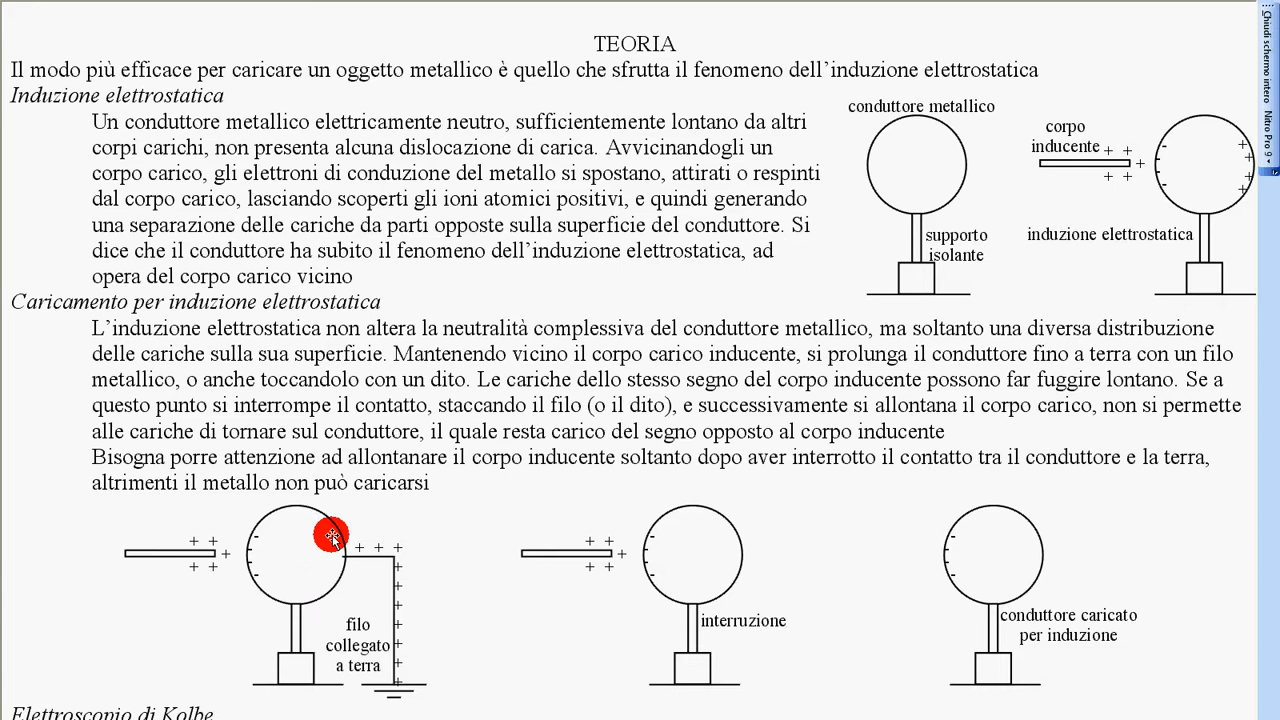 TEORIA
Il modo più efficace per caricare un oggetto metallico è quello che sfrutta il fenomeno dell'induzione elettrostatica
Induzione elettrostatica
Un conduttore metallico elettricamente neutro, sufficientemente lontano da altri
corpi carichi, non presenta alcuna dislocazione di carica. Avvicinandogli un
corpo carico, gli elettroni di conduzione del metallo si spostano, attirati o respinti
dal corpo carico, lasciando scoperti gli ioni atomici positivi, e quindi generando
una separazione delle cariche da parti opposte sulla superficie del conduttore. Si
dice che il conduttore ha subito il fenomeno dell'induzione elettrostatica, ad
opera del corpo carico vicino
conduttore metallico
supporto
isolante
corpo
inducente
+ +
+
+ +
- - -
+ + + +
induzione elettrostatica
Caricamento per induzione elettrostatica
L'induzione elettrostatica non altera la neutralità complessiva del conduttore metallico, ma soltanto una diversa distribuzione
delle cariche sulla sua superficie. Mantenendo vicino il corpo carico inducente, si prolunga il conduttore fino a terra con un filo
metallico, o anche toccandolo con un dito. Le cariche dello stesso segno del corpo inducente possono far fuggire lontano. Se a
questo punto si interrompe il contatto, staccando il filo (o il dito), e successivamente si allontana il corpo carico, non si permette
alle cariche di tornare sul conduttore, il quale resta carico del segno opposto al corpo inducente
Bisogna porre attenzione ad allontanare il corpo inducente soltanto dopo aver interrotto il contatto tra il conduttore e la terra,
altrimenti il metallo non può caricarsi
+ +
+
+ +
- - -
+ + +
+ + + + + + +
filo
collegato
a terra
+ +
+
+ +
- - -
interruzione
- - -
conduttore caricato
per induzione
Elettroscopio di Kolbe
Chiudi schermo intero
Nitro Pro 9